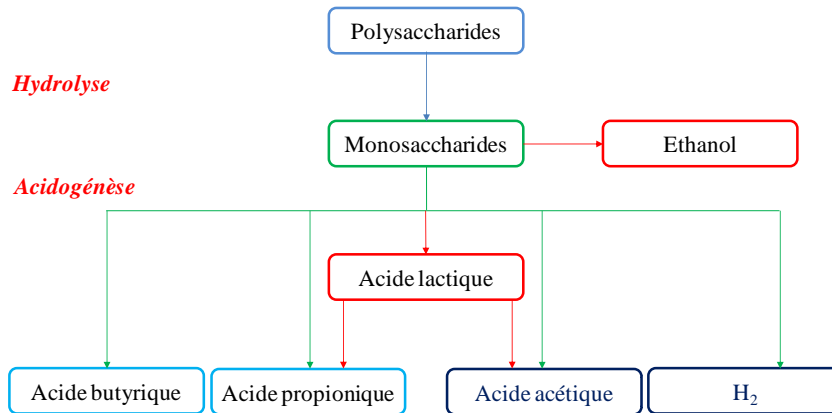 Polysaccharides
Hydrolyse
Monosaccharides
Ethanol
Acidogénèse
Acide lactique
Acide butyrique
Acide propionique
Acide acétique
H₂